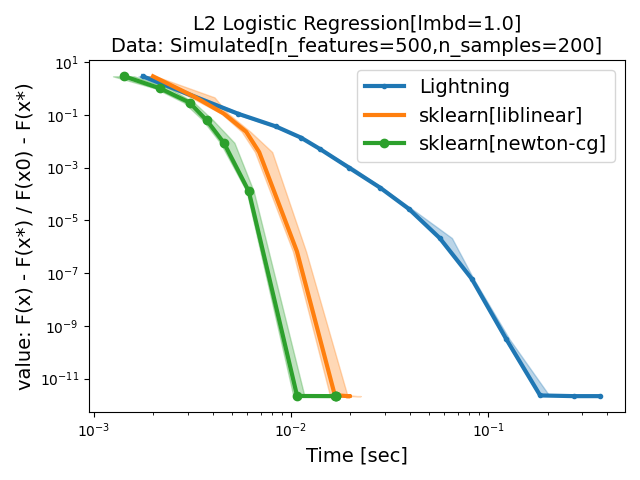 L2 Logistic Regression[lmbd=1.0]
Data: Simulated[n_features=500,n_samples=200]
value: F(x) - F(x*) / F(x0) - F(x*)
10¹
10⁻¹
10⁻³
10⁻⁵
10⁻⁷
10⁻⁹
10⁻¹¹
Lightning
sklearn[liblinear]
sklearn[newton-cg]
10⁻³
10⁻²
10⁻¹
Time [sec]